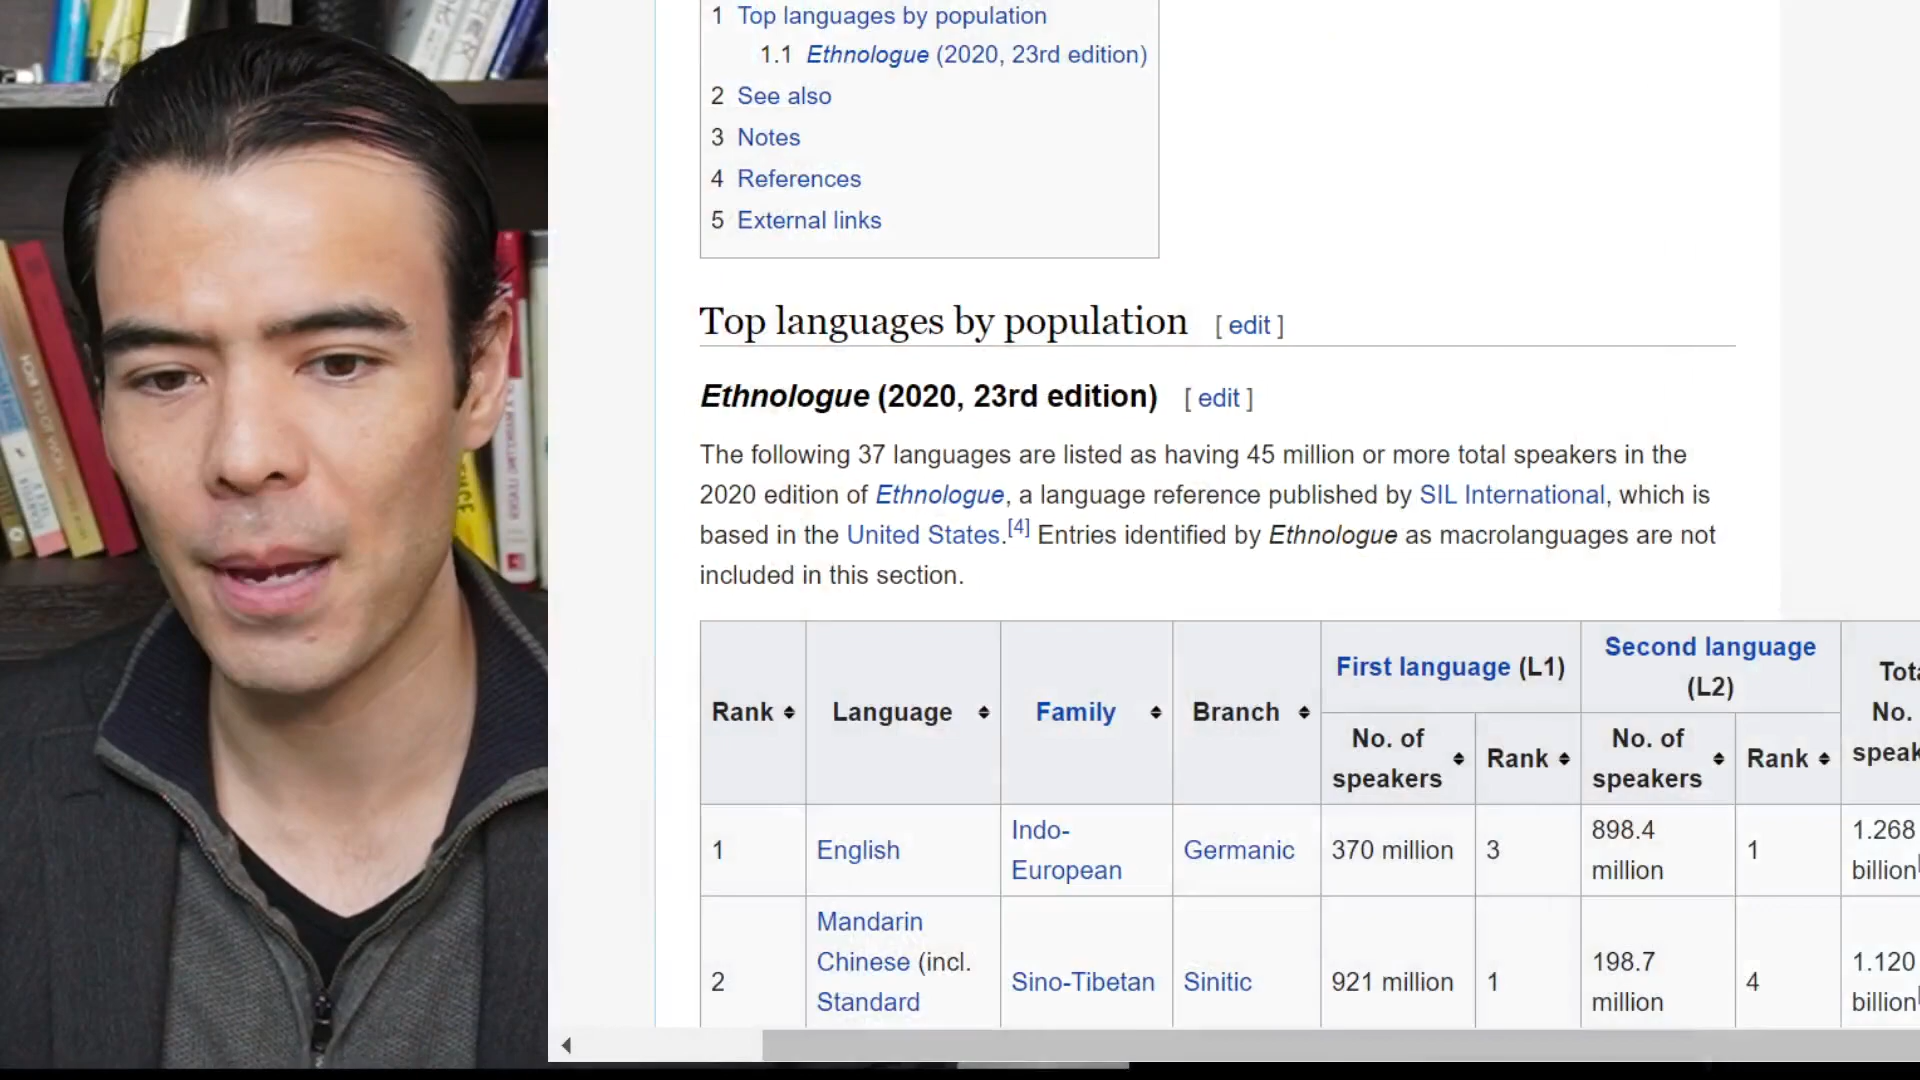 1 Top languages by population
1.1 Ethnologue (2020, 23rd edition)
2 See also
3 Notes
4 References
5 External links
Top languages by population [ edit ]
Ethnologue (2020, 23rd edition) [ edit ]
The following 37 languages are listed as having 45 million or more total speakers in the
2020 edition of Ethnologue, a language reference published by SIL International, which is
based in the United States.[4] Entries identified by Ethnologue as macrolanguages are not
included in this section.
Rank Language Family Branch First language (L1) Second language (L2)
No. of speakers Rank No. of speakers Rank No.
1 English Indo-European Germanic 370 million 3 898.4 million 1 1.268 billion
2 Mandarin Chinese (incl. Standard Sino-Tibetan Sinitic 921 million 1 198.7 million 4 1.120 billion